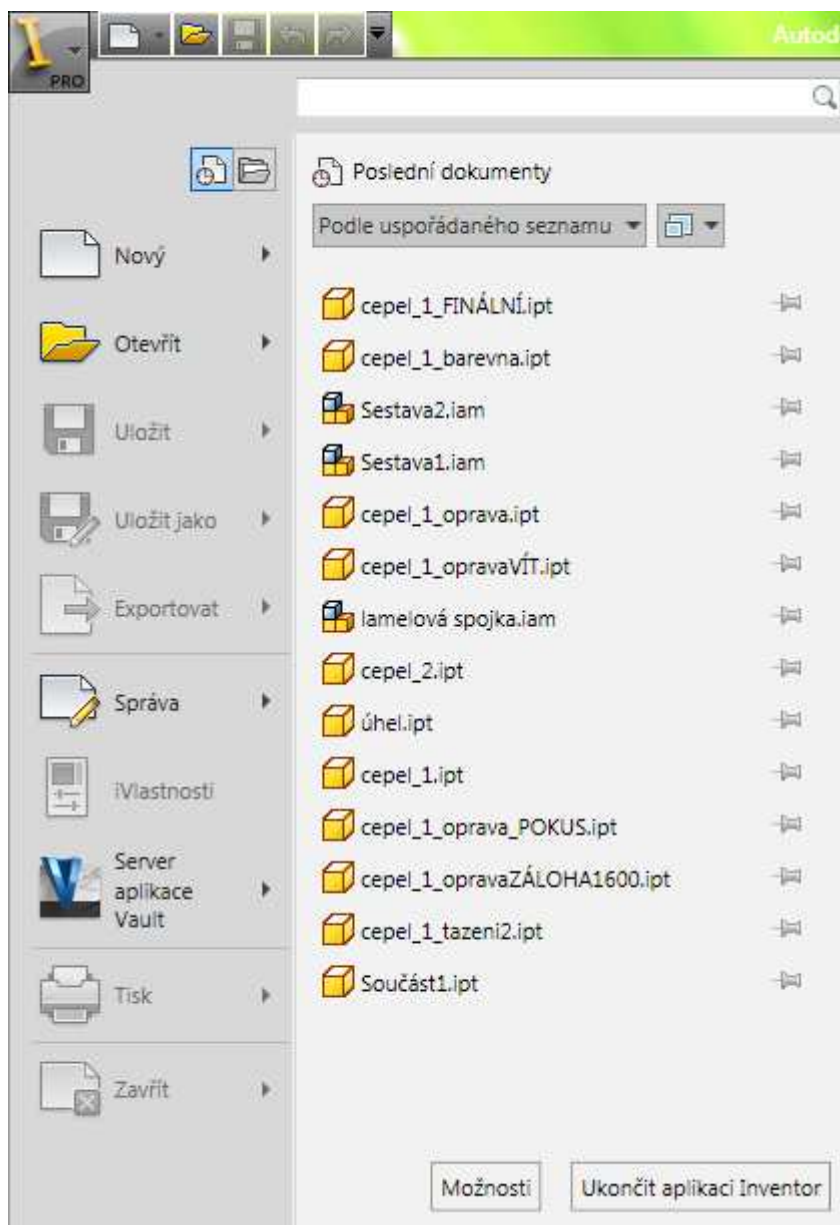 Autod
PRO
Poslední dokumenty
Podle uspořádaného seznamu
Nový
Otevřít
Uložit
Uložit jako
Exportovat
Správa
iVlastnosti
Server
aplikace
Vault
Tisk
Zavřít
cepel_1_FINÁLNÍ.ipt
cepel_1_barevna.ipt
Sestava2.iam
Sestava1.iam
cepel_1_oprava.ipt
cepel_1_opravaVÍT.ipt
lamelová spojka.iam
cepel_2.ipt
úhel.ipt
cepel_1.ipt
cepel_1_oprava_POKUS.ipt
cepel_1_opravaZÁLOHA1600.ipt
cepel_1_tazeni2.ipt
Součást1.ipt
Možnosti
Ukončit aplikaci Inventor